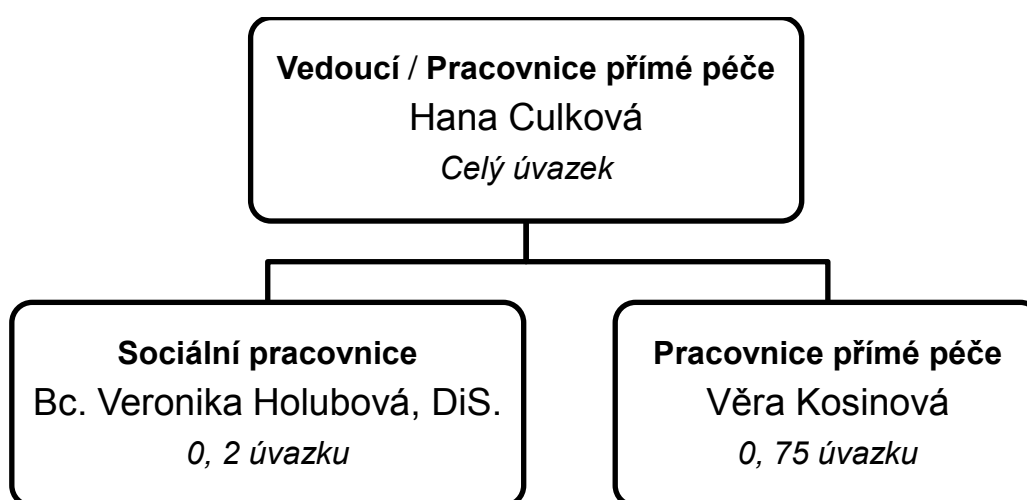 Vedoucí / Pracovnice přímé péče
Hana Culková
Celý úvazek
Sociální pracovnice
Bc. Veronika Holubová, DiS.
0, 2 úvazku
Pracovnice přímé péče
Věra Kosinová
0, 75 úvazku